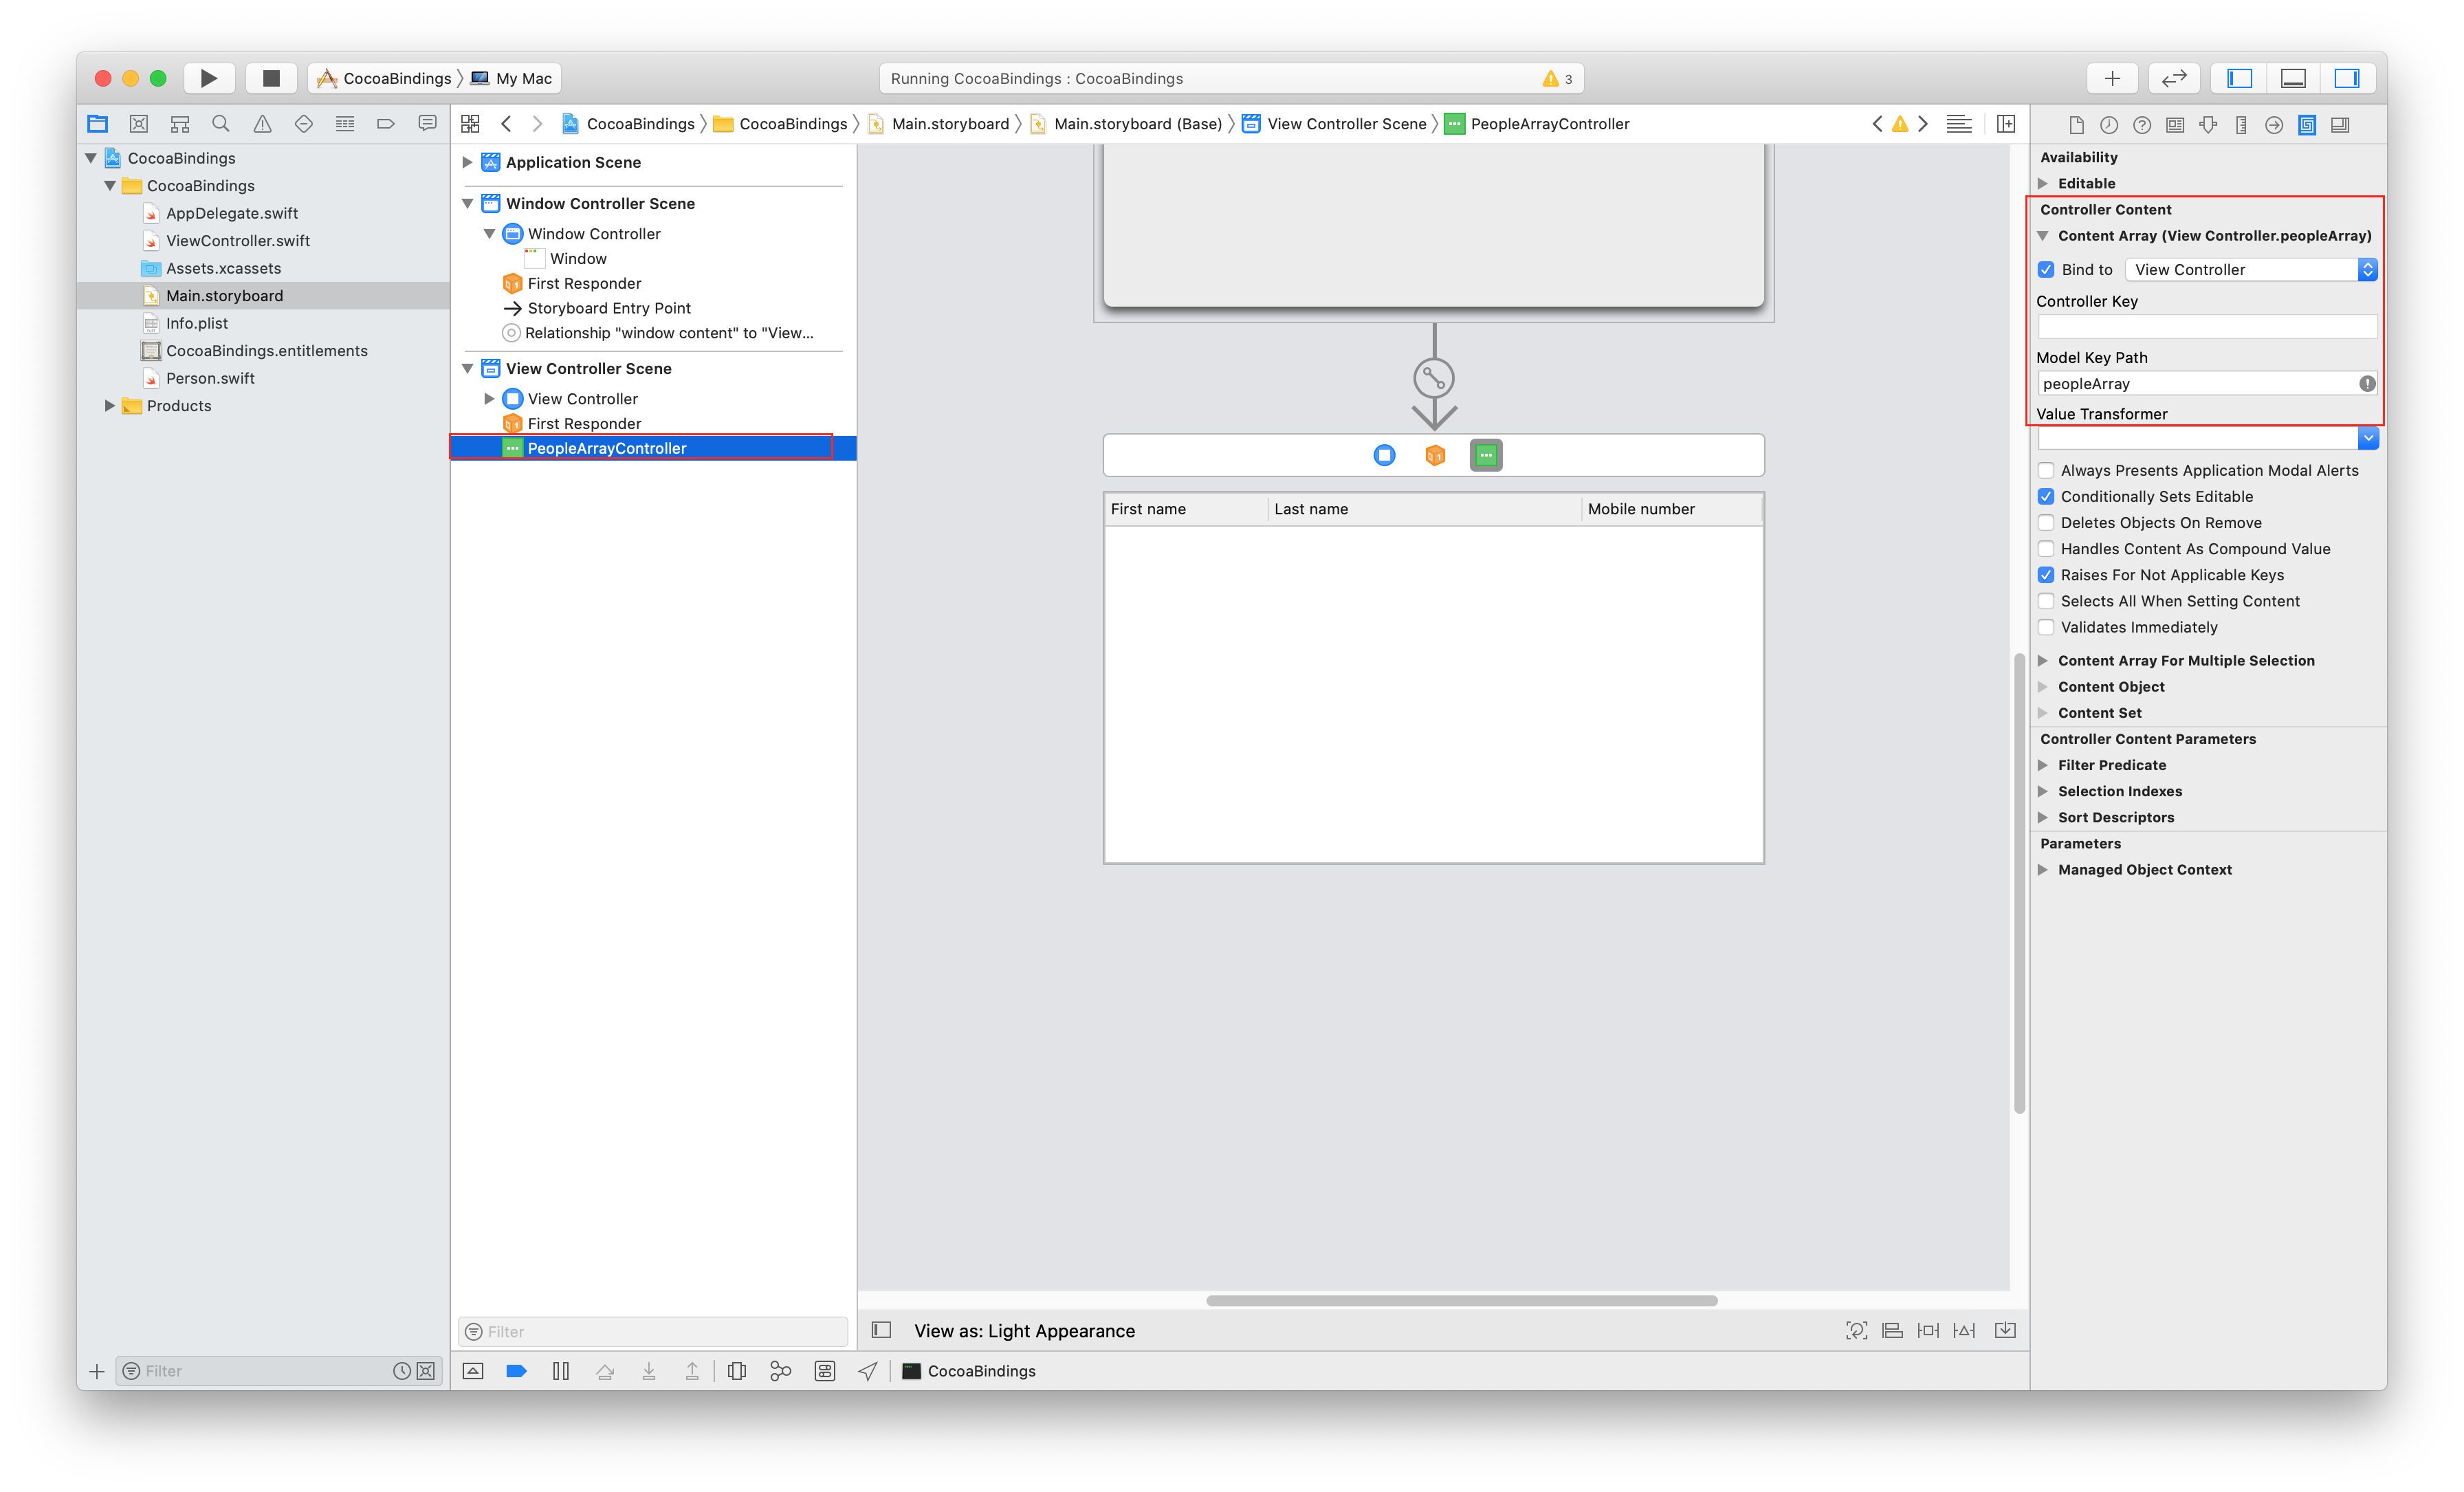 CocoaBindings 〉 My Mac
Running CocoaBindings : CocoaBindings
3
CocoaBindings 〉 CocoaBindings 〉 Main.storyboard 〉 Main.storyboard (Base) 〉 View Controller Scene 〉 PeopleArrayController
CocoaBindings
CocoaBindings
AppDelegate.swift
ViewController.swift
Assets.xcassets
Main.storyboard
Info.plist
CocoaBindings.entitlements
Person.swift
Products
Filter
Application Scene
Window Controller Scene
Window Controller
Window
First Responder
Storyboard Entry Point
Relationship "window content" to "View...
View Controller Scene
View Controller
First Responder
PeopleArrayController
Filter
First name
Last name
Mobile number
View as: Light Appearance
CocoaBindings
Availability
Editable
Controller Content
Content Array (View Controller.peopleArray)
Bind to View Controller
Controller Key
Model Key Path
peopleArray
Value Transformer
Always Presents Application Modal Alerts
Conditionally Sets Editable
Deletes Objects On Remove
Handles Content As Compound Value
Raises For Not Applicable Keys
Selects All When Setting Content
Validates Immediately
Content Array For Multiple Selection
Content Object
Content Set
Controller Content Parameters
Filter Predicate
Selection Indexes
Sort Descriptors
Parameters
Managed Object Context